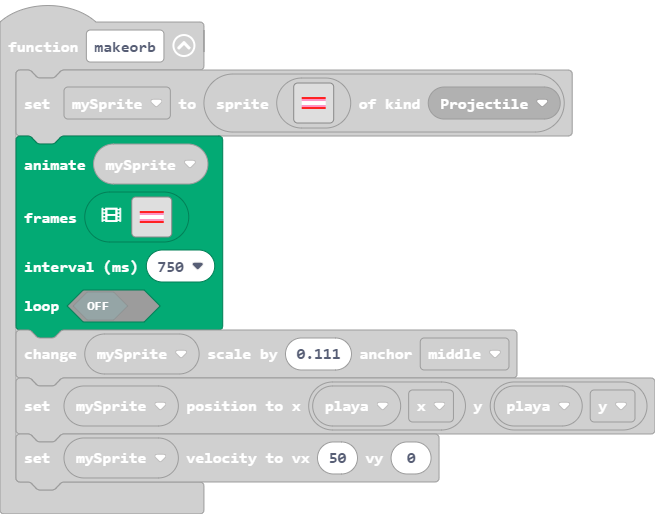 function makeorb
set mySprite to sprite of kind Projectile
animate mySprite
frames
interval (ms) 750
loop OFF
change mySprite scale by 0.111 anchor middle
set mySprite position to x playa x y playa y
set mySprite velocity to vx 50 vy 0